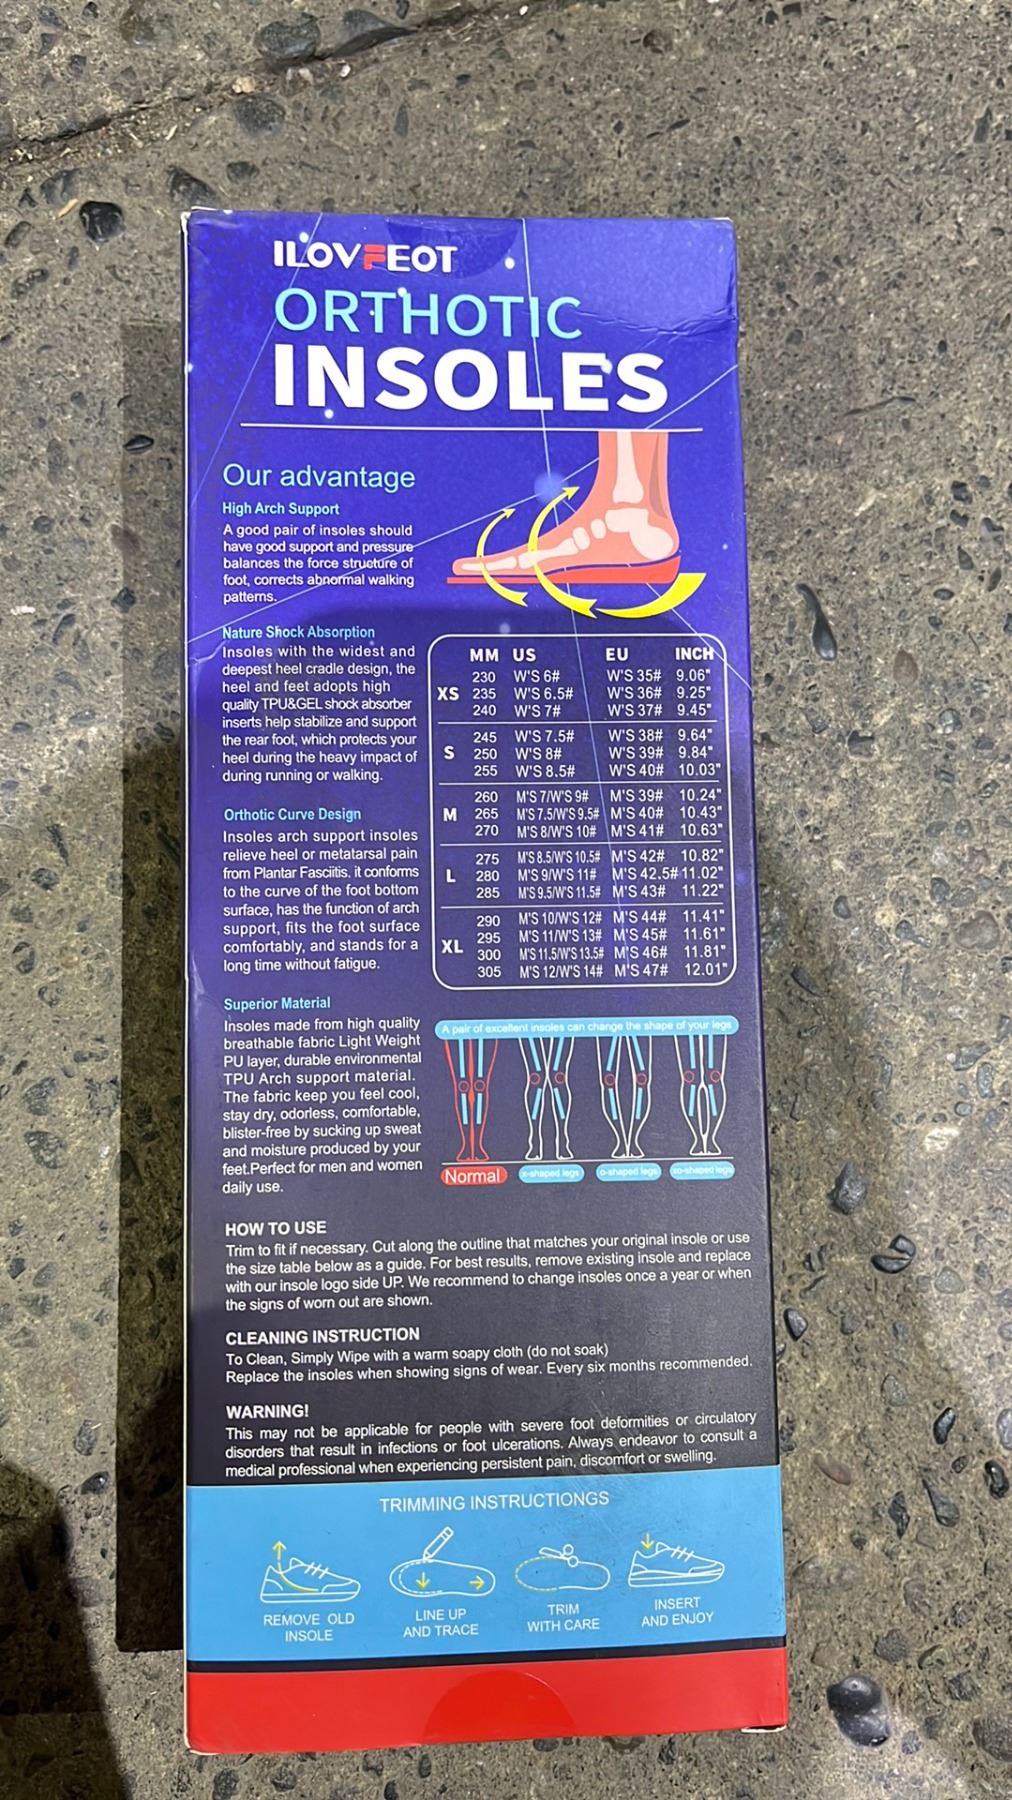 ILOVFEOT
ORTHOTIC
INSOLES
Our advantage
High Arch Support
A good pair of insoles should
have good support and pressure
balances the force structure of
foot, corrects abnormal walking
patterns.
Nature Shock Absorption
Insoles with the widest and
deepest heel cradle design, the
heel and feet adopts high
quality TPU&GEL shock absorber
inserts help stabilize and support
the rear foot, which protects your
heel during the heavy impact of
during running or walking.
Orthotic Curve Design
Insoles arch support insoles
relieve heel or metatarsal pain
from Plantar Fasciitis. it conforms
to the curve of the foot bottom
surface, has the function of arch
support, fits the foot surface
comfortably, and stands for a
long time without fatigue.
Superior Material
Insoles made from high quality
breathable fabric Light Weight
PU layer, durable environmental
TPU Arch support material.
The fabric keep you feel cool,
stay dry, odorless, comfortable,
blister-free by sucking up sweat
and moisture produced by your
feet.Perfect for men and women
daily use.
MM US EU INCH
230 W'S 6# W'S 35# 9.06"
XS 235 W'S 6.5# W'S 36# 9.25"
240 W'S 7# W'S 37# 9.45"
245 W'S 7.5# W'S 38# 9.64"
S 250 W'S 8# W'S 39# 9.84"
255 W'S 8.5# W'S 40# 10.03"
260 M'S 7/W'S 9# M'S 39# 10.24"
M 265 M'S 7.5/W'S 9.5# M'S 40# 10.43"
270 M'S 8/W'S 10# M'S 41# 10.63"
275 M'S 8.5/W'S 10.5# M'S 42# 10.82"
L 280 M'S 9/W'S 11# M'S 42.5# 11.02"
285 M'S 9.5/W'S 11.5# M'S 43# 11.22"
290 M'S 10/W'S 12# M'S 44# 11.41"
XL 295 M'S 11/W'S 13# M'S 45# 11.61"
300 M'S 11.5/W'S 13.5# M'S 46# 11.81"
305 M'S 12/W'S 14# M'S 47# 12.01"
A pair of excellent insoles can change the shape of your legs
Normal x-shaped legs o-shaped legs xo-shaped legs
HOW TO USE
Trim to fit if necessary. Cut along the outline that matches your original insole or use
the size table below as a guide. For best results, remove existing insole and replace
with our insole logo side UP. We recommend to change insoles once a year or when
the signs of worn out are shown.
CLEANING INSTRUCTION
To Clean, Simply Wipe with a warm soapy cloth (do not soak)
Replace the insoles when showing signs of wear. Every six months recommended.
WARNING!
This may not be applicable for people with severe foot deformities or circulatory
disorders that result in infections or foot ulcerations. Always endeavor to consult a
medical professional when experiencing persistent pain, discomfort or swelling.
TRIMMING INSTRUCTIONGS
REMOVE OLD
INSOLE
LINE UP
AND TRACE
TRIM
WITH CARE
INSERT
AND ENJOY